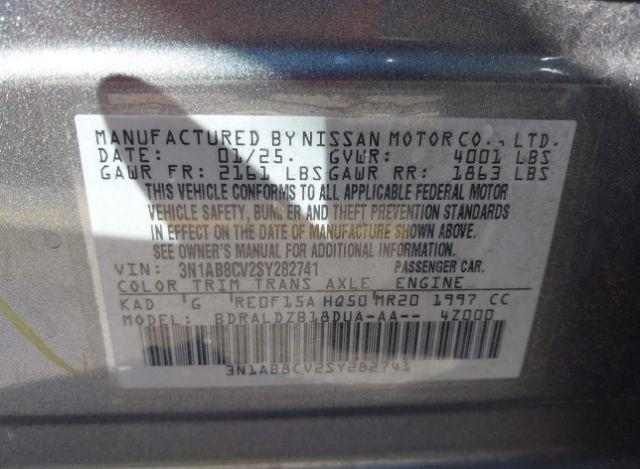 MANUFACTURED BY NISSAN MOTOR CO., LTD.
DATE: 01/25. GVWR: 4001 LBS
GAWR FR: 2161 LBS GAWR RR: 1863 LBS
THIS VEHICLE CONFORMS TO ALL APPLICABLE FEDERAL MOTOR
VEHICLE SAFETY, BUMPER AND THEFT PREVENTION STANDARDS
IN EFFECT ON THE DATE OF MANUFACTURE SHOWN ABOVE.
SEE OWNER'S MANUAL FOR ADDITIONAL INFORMATION.
VIN: 3N1AB8CV2SY282741 PASSENGER CAR.
COLOR TRIM TRANS AXLE ENGINE
KAD G RE0F15A HQ50 MR20 1997 CC
MODEL: BDRALDZB18DUA-AA-- 4Z000
3N1AB8CV2SY282741